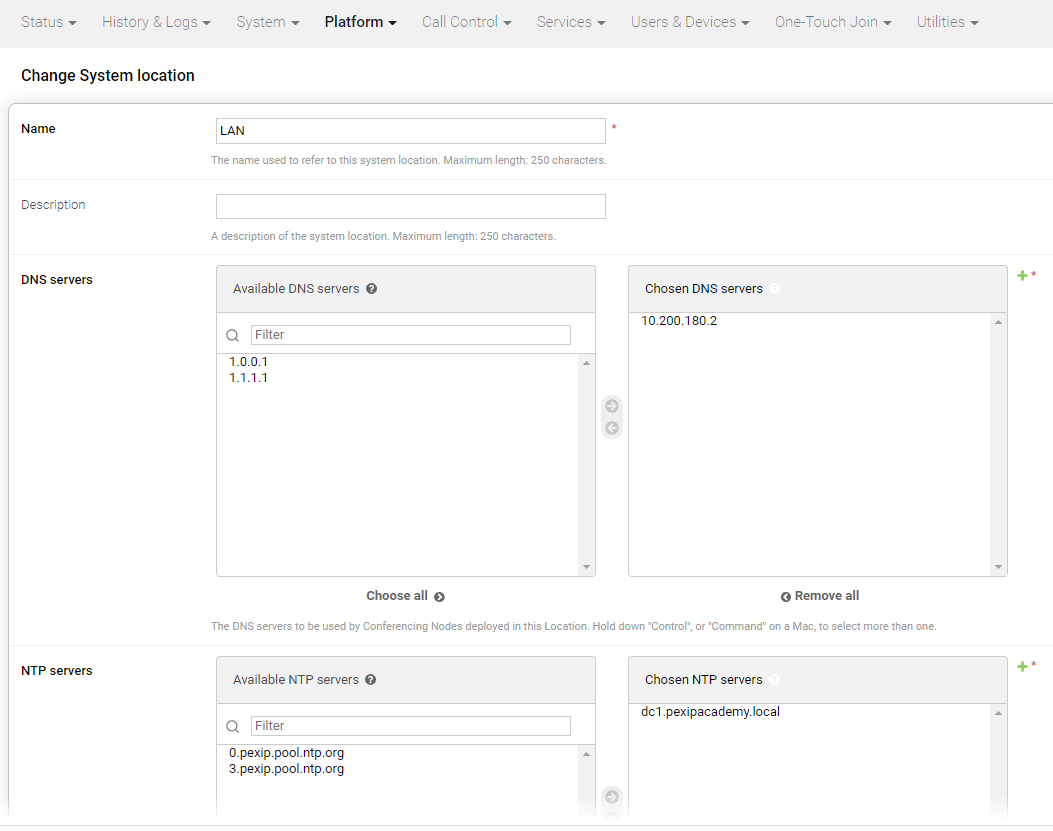 Status History & Logs System Platform Call Control Services Users & Devices One-Touch Join Utilities
Change System location
Name LAN *
The name used to refer to this system location. Maximum length: 250 characters.
Description
A description of the system location. Maximum length: 250 characters.
DNS servers
Available DNS servers ?
Filter
1.0.0.1
1.1.1.1
Chosen DNS servers ?
10.200.180.2
+ *
Choose all
Remove all
The DNS servers to be used by Conferencing Nodes deployed in this Location. Hold down "Control", or "Command" on a Mac, to select more than one.
NTP servers
Available NTP servers ?
Filter
0.pexip.pool.ntp.org
3.pexip.pool.ntp.org
Chosen NTP servers ?
dc1.pexipacademy.local
+ *